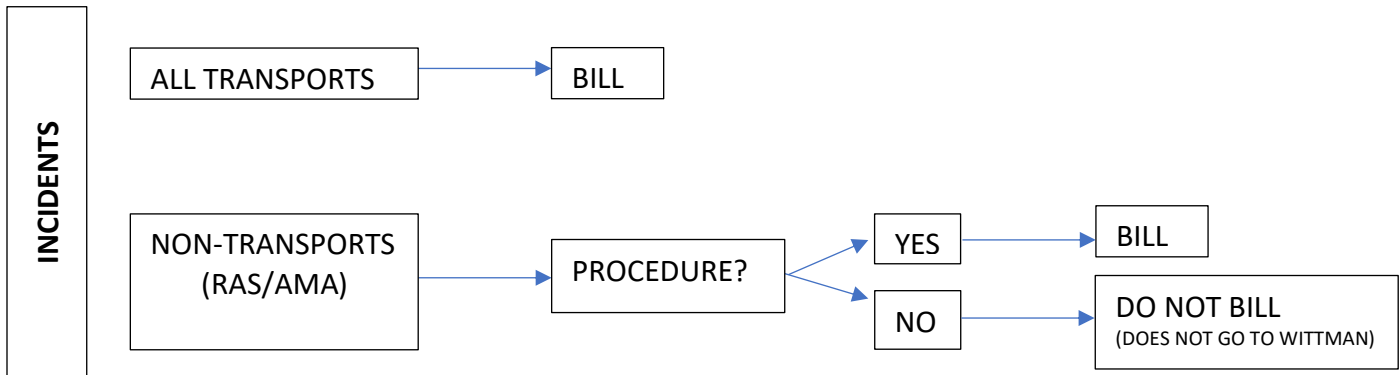 INCIDENTS
ALL TRANSPORTS
BILL
NON-TRANSPORTS
(RAS/AMA)
PROCEDURE?
YES
BILL
NO
DO NOT BILL
(DOES NOT GO TO WITTMAN)